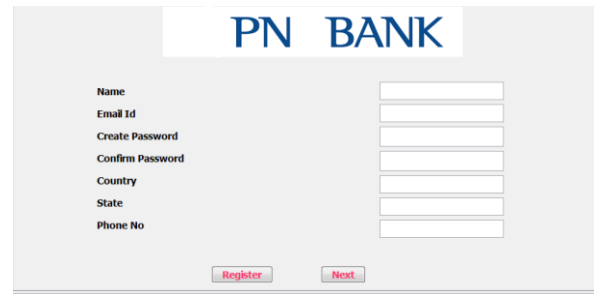 PN BANK
Name
Email Id
Create Password
Confirm Password
Country
State
Phone No
Register Next